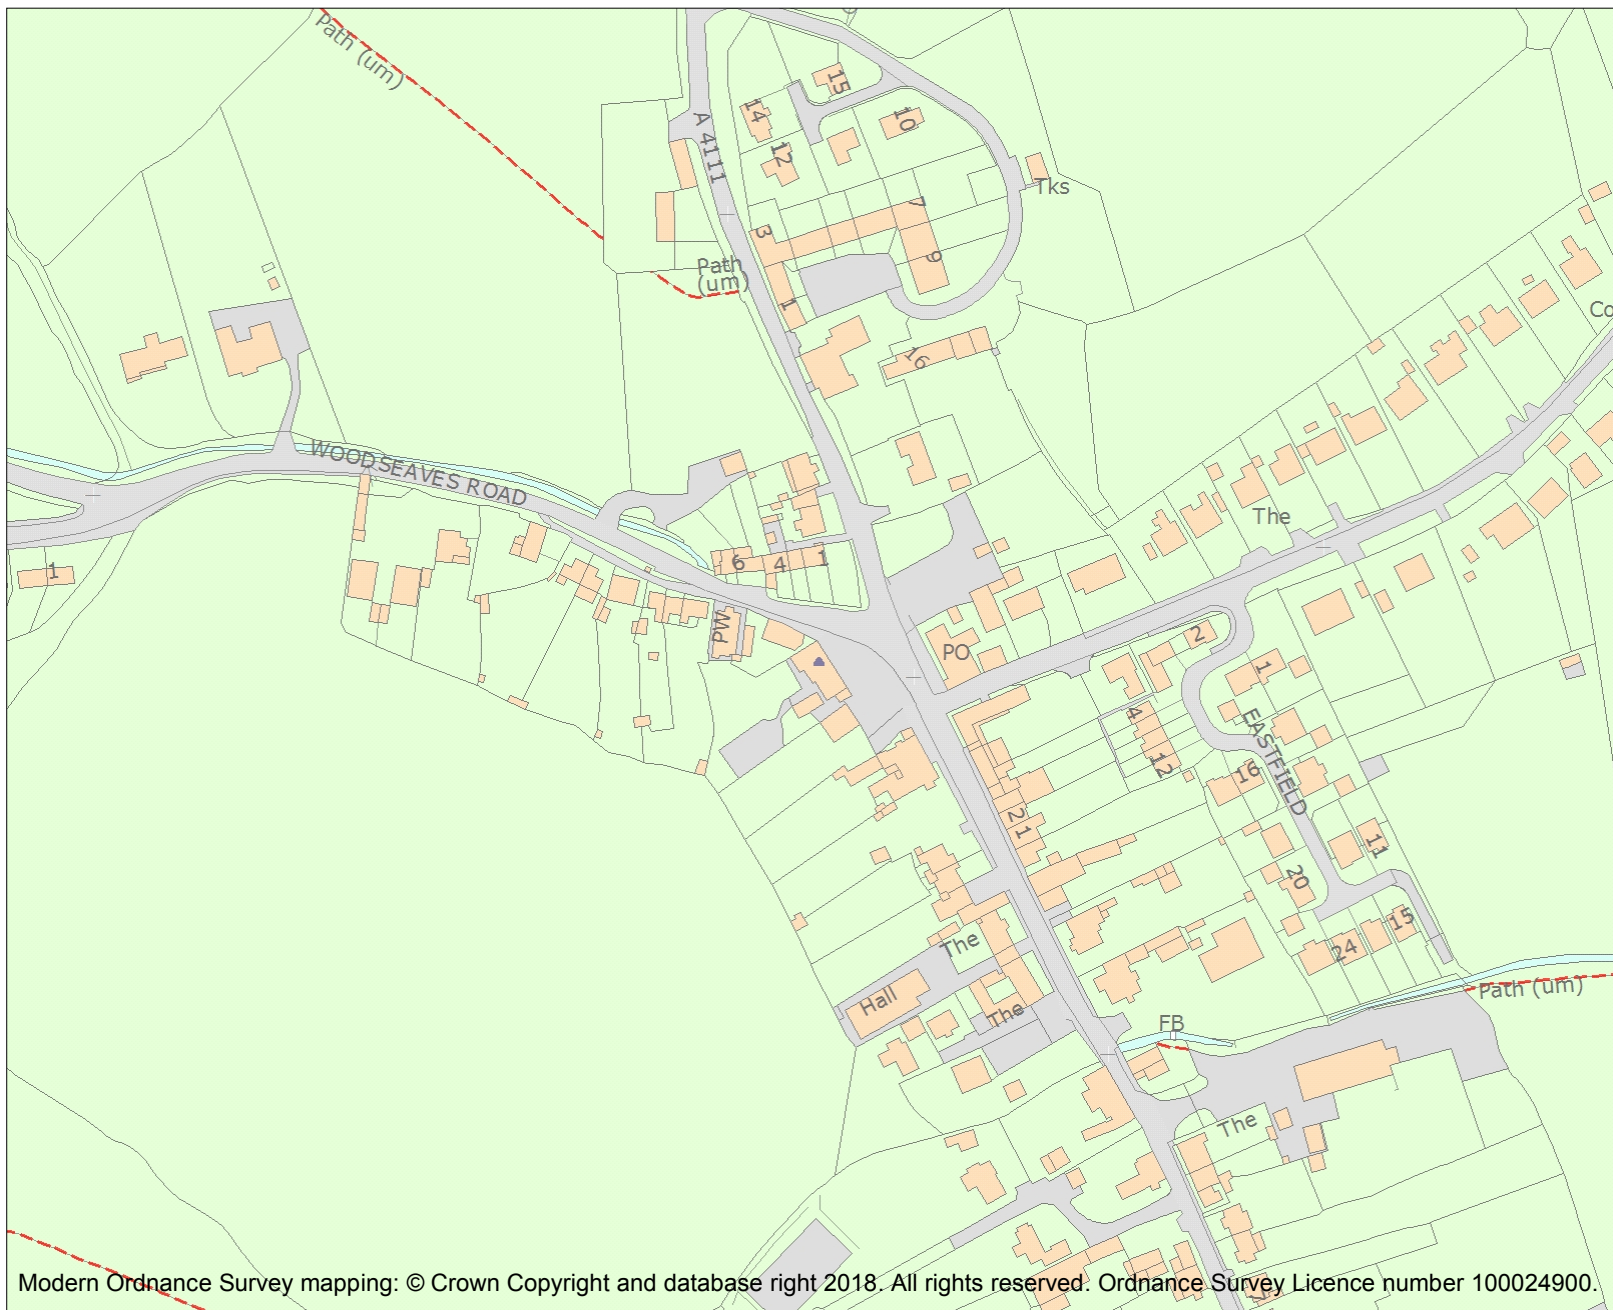 Path (um)
15
14
10
A 4111
12
Tks
7
3
9
Path
(um)
1
Co
16
WOODSEAVES ROAD
The
1
6
4
1
PW
PO
2
1
4
EASTFIELD
12
16
21
11
20
15
24
The
Hall
The
Path (um)
FB
The
Modern Ordnance Survey mapping: © Crown Copyright and database right 2018. All rights reserved. Ordnance Survey Licence number 100024900.